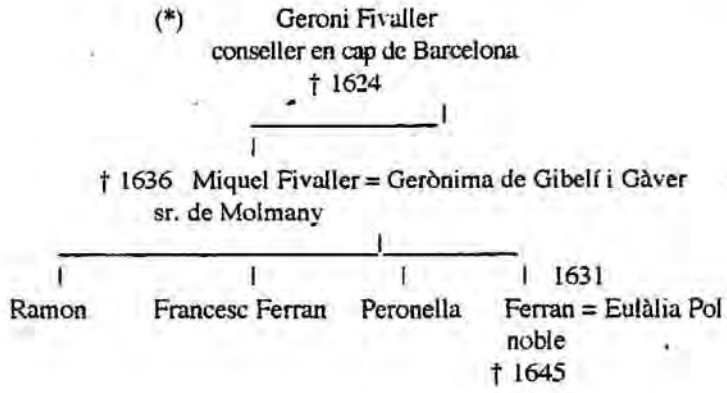 (*) Geroni Fivaller
conseller en cap de Barcelona
† 1624
† 1636 Miquel Fivaller = Gerònima de Gibelí i Gàver
sr. de Molmany
1631
Ramon Francesc Ferran Peronella Ferran = Eulàlia Pol
noble
† 1645